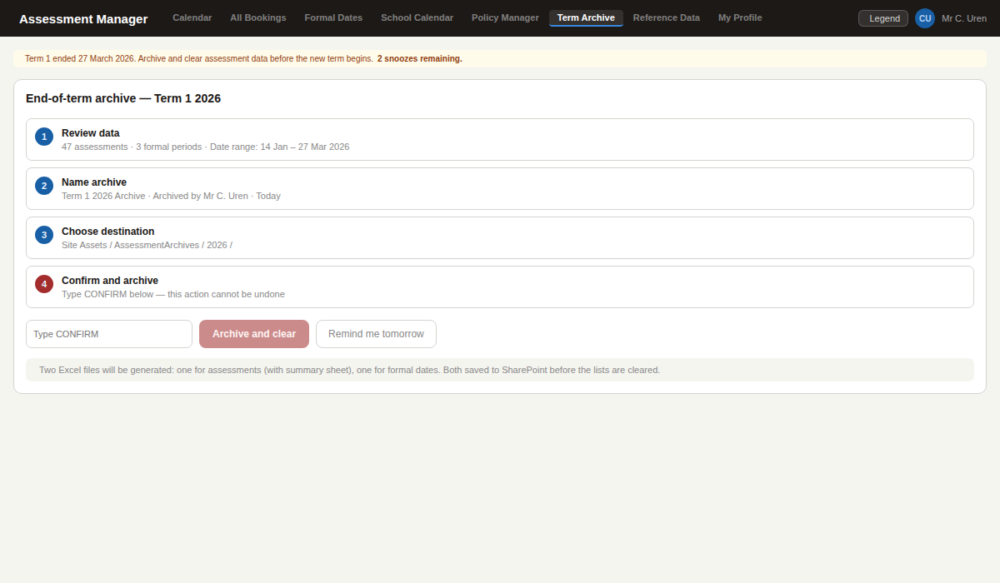 Assessment Manager
Calendar
All Bookings
Formal Dates
School Calendar
Policy Manager
Term Archive
Reference Data
My Profile
Legend
CU
Mr C. Uren
Term 1 ended 27 March 2026. Archive and clear assessment data before the new term begins. 2 snoozes remaining.
End-of-term archive — Term 1 2026
1
Review data
47 assessments · 3 formal periods · Date range: 14 Jan – 27 Mar 2026
2
Name archive
Term 1 2026 Archive · Archived by Mr C. Uren · Today
3
Choose destination
Site Assets / AssessmentArchives / 2026 /
4
Confirm and archive
Type CONFIRM below — this action cannot be undone
Type CONFIRM
Archive and clear
Remind me tomorrow
Two Excel files will be generated: one for assessments (with summary sheet), one for formal dates. Both saved to SharePoint before the lists are cleared.